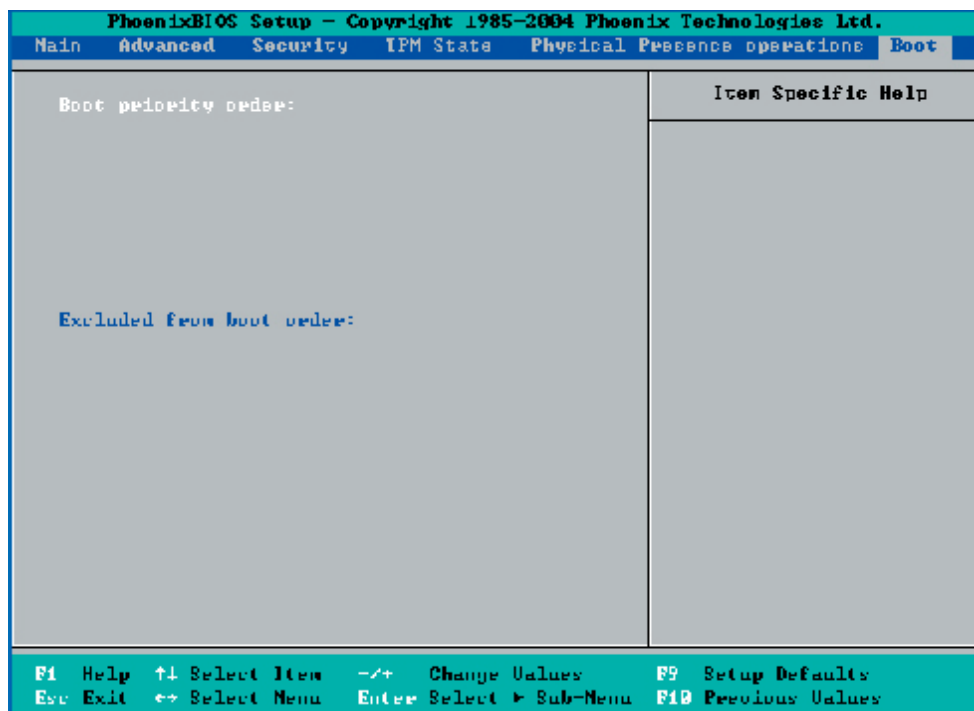 PhoenixBIOS Setup - Copyright 1985-2004 Phoenix Technologies Ltd.
Main Advanced Security TPM State Physical Presence operations Boot
Boot priority order:
Item Specific Help
Excluded from boot order:
F1 Help ↑↓ Select Item -/+ Change Values F9 Setup Defaults
Esc Exit ↔ Select Menu Enter Select ► Sub-Menu F10 Previous Values